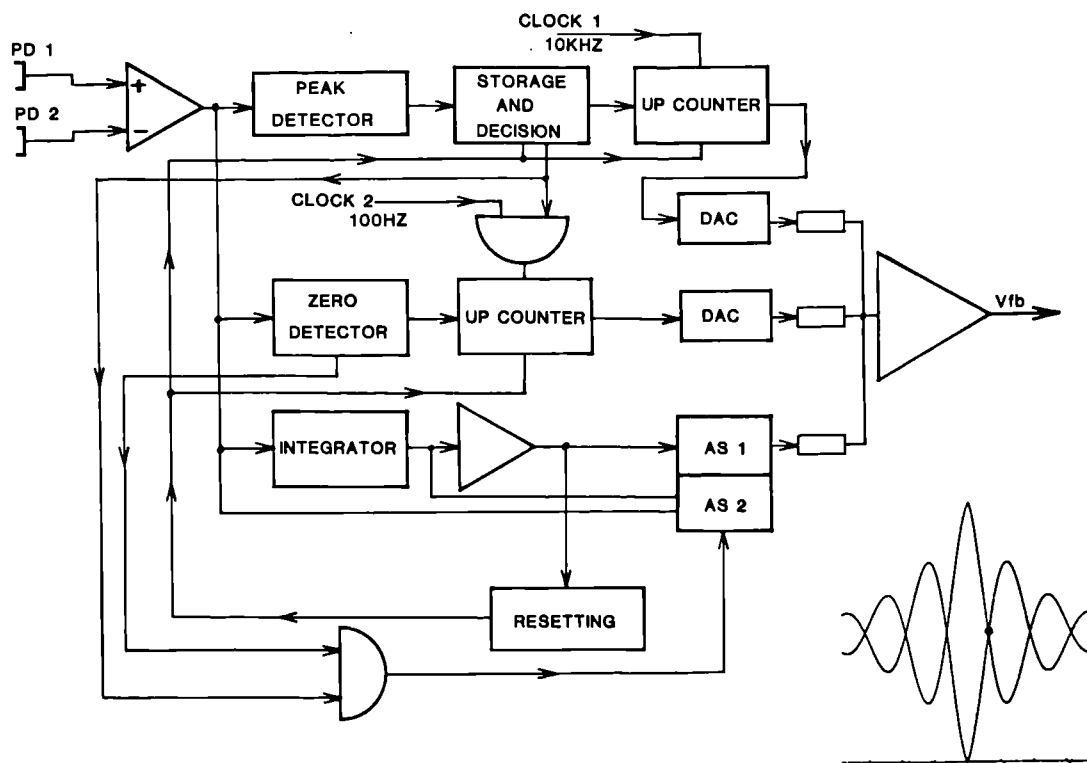 CLOCK 1
10KHZ
PD 1
PD 2
+
−
PEAK
DETECTOR
STORAGE
AND
DECISION
UP COUNTER
CLOCK 2
100HZ
DAC
ZERO
DETECTOR
UP COUNTER
DAC
Vfb
INTEGRATOR
AS 1
AS 2
RESETTING